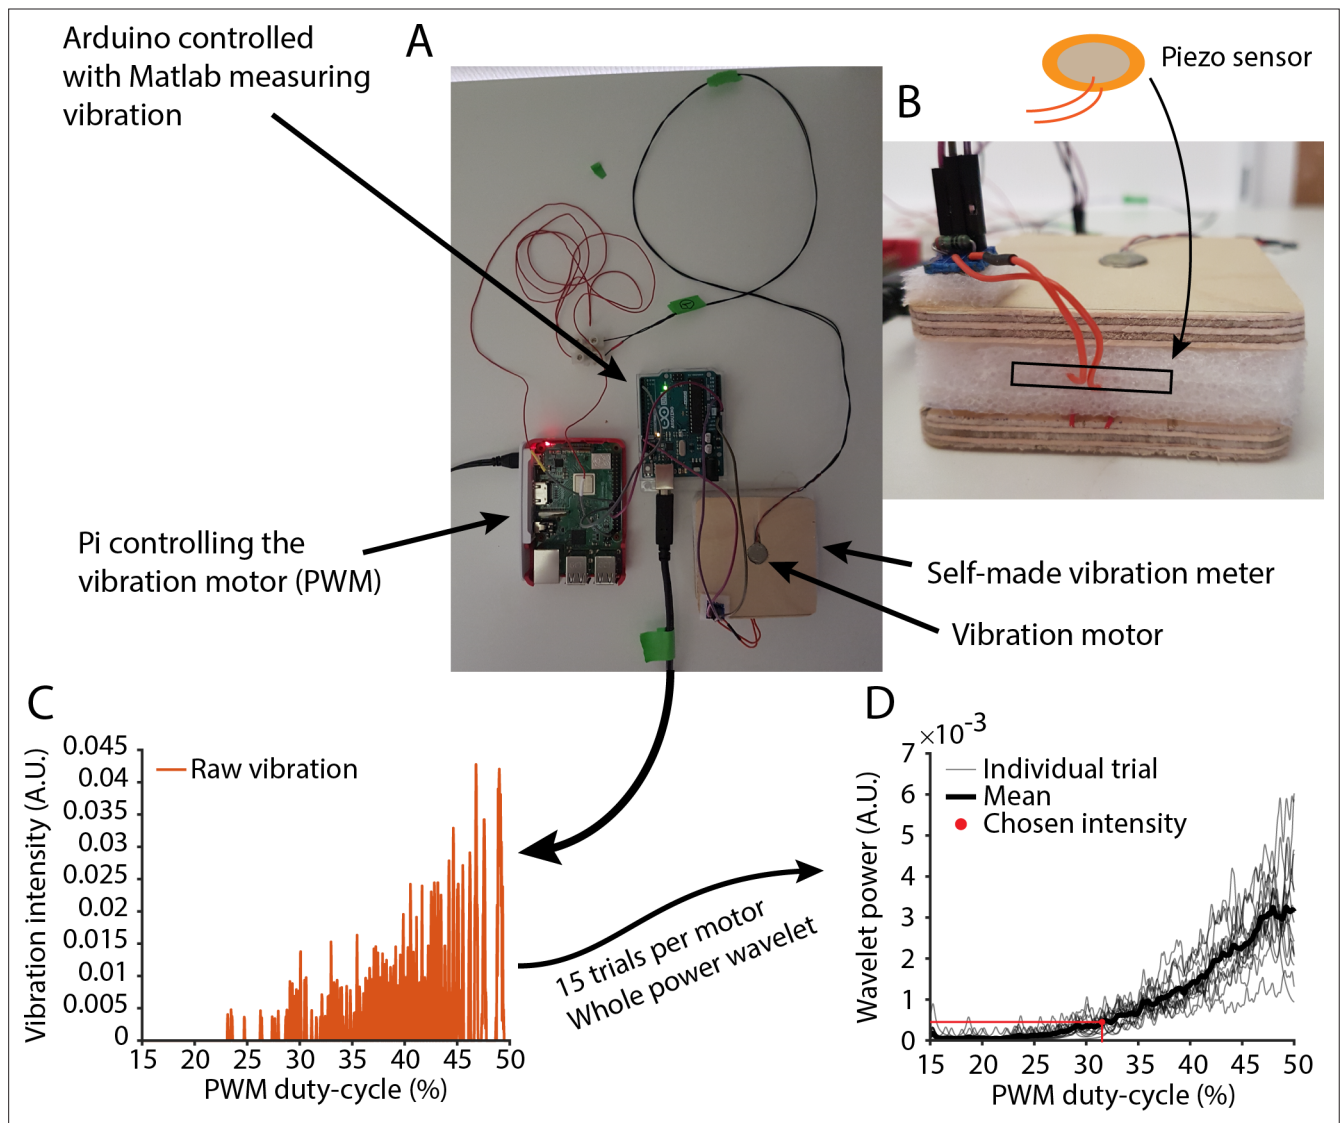 Arduino controlled
with Matlab measuring
vibration
A
Piezo sensor
B
Pi controlling the
vibration motor (PWM)
Self-made vibration meter
Vibration motor
C
Vibration intensity (A.U.)
0.045
0.04
0.035
0.03
0.025
0.02
0.015
0.01
0.005
0
Raw vibration
15 20 25 30 35 40 45 50
PWM duty-cycle (%)
15 trials per motor
Whole power wavelet
D
×10-3
Wavelet power (A.U.)
7
6
5
4
3
2
1
0
Individual trial
Mean
Chosen intensity
15 20 25 30 35 40 45 50
PWM duty-cycle (%)